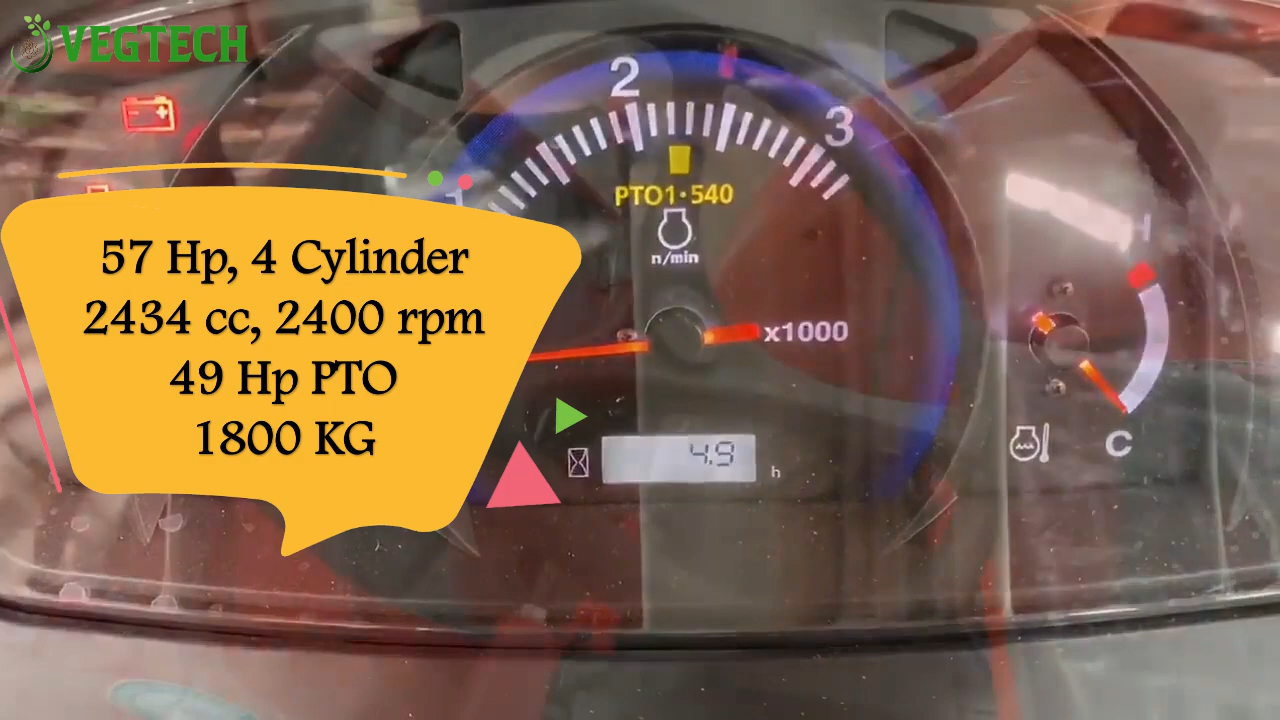 VEGTECH
57 Hp, 4 Cylinder
2434 cc, 2400 rpm
49 Hp PTO
1800 KG
1
2
3
PTO1·540
n/min
x1000
4.9
h
H
C